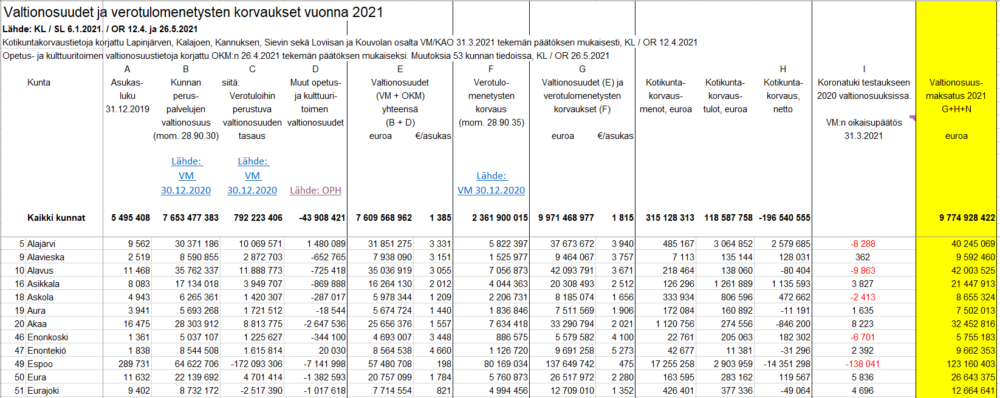 Valtionosuudet ja verotulomenetysten korvaukset vuonna 2021
Lähde: KL / SL 6.1.2021. / OR 12.4. ja 26.5.2021
Kotikuntakorvaustietoja korjattu Lapinjärven, Kalajoen, Kannuksen, Sievin sekä Loviisan ja Kouvolan osalta VM/KAO 31.3.2021 tekemän päätöksen mukaisesti, KL / OR 12.4.2021
Opetus- ja kulttuuritoimen valtionosuustietoja korjattu OKM:n 26.4.2021 tekemän päätöksen mukaiseksi. Muutoksia 53 kunnan tiedoissa, KL / OR 26.5.2021
A B C D E F G H I
Kunta Asukas- Kunnan siitä: Muut opetus- Valtionosuudet Verotulo- Valtionosuudet (E) ja Kotikunta- Kotikunta- Kotikunta- Koronatuki testaukseen Valtionosuus-
luku perus- Verotuloihin ja kulttuuri- (VM + OKM) menetysten verotulomenetysten korvaus- korvaus- korvaus, 2020 valtionosuuksissa. maksatus 2021
31.12.2019 palvelujen perustuva toimen yhteensä korvaus korvaukset (F) menot, euroa tulot, euroa netto G+H+N
valtionosuus valtionosuuden valtionosuudet (B + D) (mom. 28.90.35) VM:n oikaisupäätös
(mom. 28.90.30) tasaus euroa €/asukas euroa €/asukas 31.3.2021 euroa
Lähde: Lähde: Lähde:
VM VM Lähde: OPH VM 30.12.2020
30.12.2020 30.12.2020
Kaikki kunnat 5 495 408 7 653 477 383 792 223 406 -43 908 421 7 609 568 962 1 385 2 361 900 015 9 971 468 977 1 815 315 128 313 118 587 758 -196 540 555 9 774 928 422
5 Alajärvi 9 562 30 371 186 10 069 571 1 480 089 31 851 275 3 331 5 822 397 37 673 672 3 940 485 167 3 064 852 2 579 685 -8 288 40 245 069
9 Alavieska 2 519 8 590 855 2 872 703 -652 765 7 938 090 3 151 1 525 977 9 464 067 3 757 7 113 135 144 128 031 362 9 592 460
10 Alavus 11 468 35 762 337 11 888 773 -725 418 35 036 919 3 055 7 056 873 42 093 791 3 671 218 464 138 060 -80 404 -9 863 42 003 525
16 Asikkala 8 083 17 134 018 3 949 707 -869 888 16 264 130 2 012 4 044 363 20 308 493 2 512 126 296 1 261 889 1 135 593 3 827 21 447 913
18 Askola 4 943 6 265 361 1 420 307 -287 017 5 978 344 1 209 2 206 731 8 185 074 1 656 333 934 806 596 472 662 -2 413 8 655 324
19 Aura 3 941 5 693 268 1 721 512 -18 544 5 674 724 1 440 1 836 846 7 511 569 1 906 172 084 160 892 -11 191 1 635 7 502 013
20 Akaa 16 475 28 303 912 8 813 775 -2 647 536 25 656 376 1 557 7 634 418 33 290 794 2 021 1 120 756 274 556 -846 200 8 223 32 452 816
46 Enonkoski 1 361 5 037 107 1 225 627 -344 100 4 693 007 3 448 886 575 5 579 582 4 100 22 761 205 063 182 302 -6 701 5 755 183
47 Enontekiö 1 838 8 544 508 1 615 814 20 030 8 564 538 4 660 1 126 720 9 691 258 5 273 42 677 11 381 -31 296 2 392 9 662 353
49 Espoo 289 731 64 622 706 -172 093 306 -7 141 998 57 480 708 198 80 169 034 137 649 742 475 17 255 258 2 903 959 -14 351 298 -138 041 123 160 403
50 Eura 11 632 22 139 692 4 701 414 -1 382 593 20 757 099 1 784 5 760 873 26 517 972 2 280 163 595 283 162 119 567 5 836 26 643 375
51 Eurajoki 9 402 8 732 172 -2 517 390 -1 017 618 7 714 554 821 4 994 456 12 709 010 1 352 426 401 377 336 -49 064 4 696 12 664 641